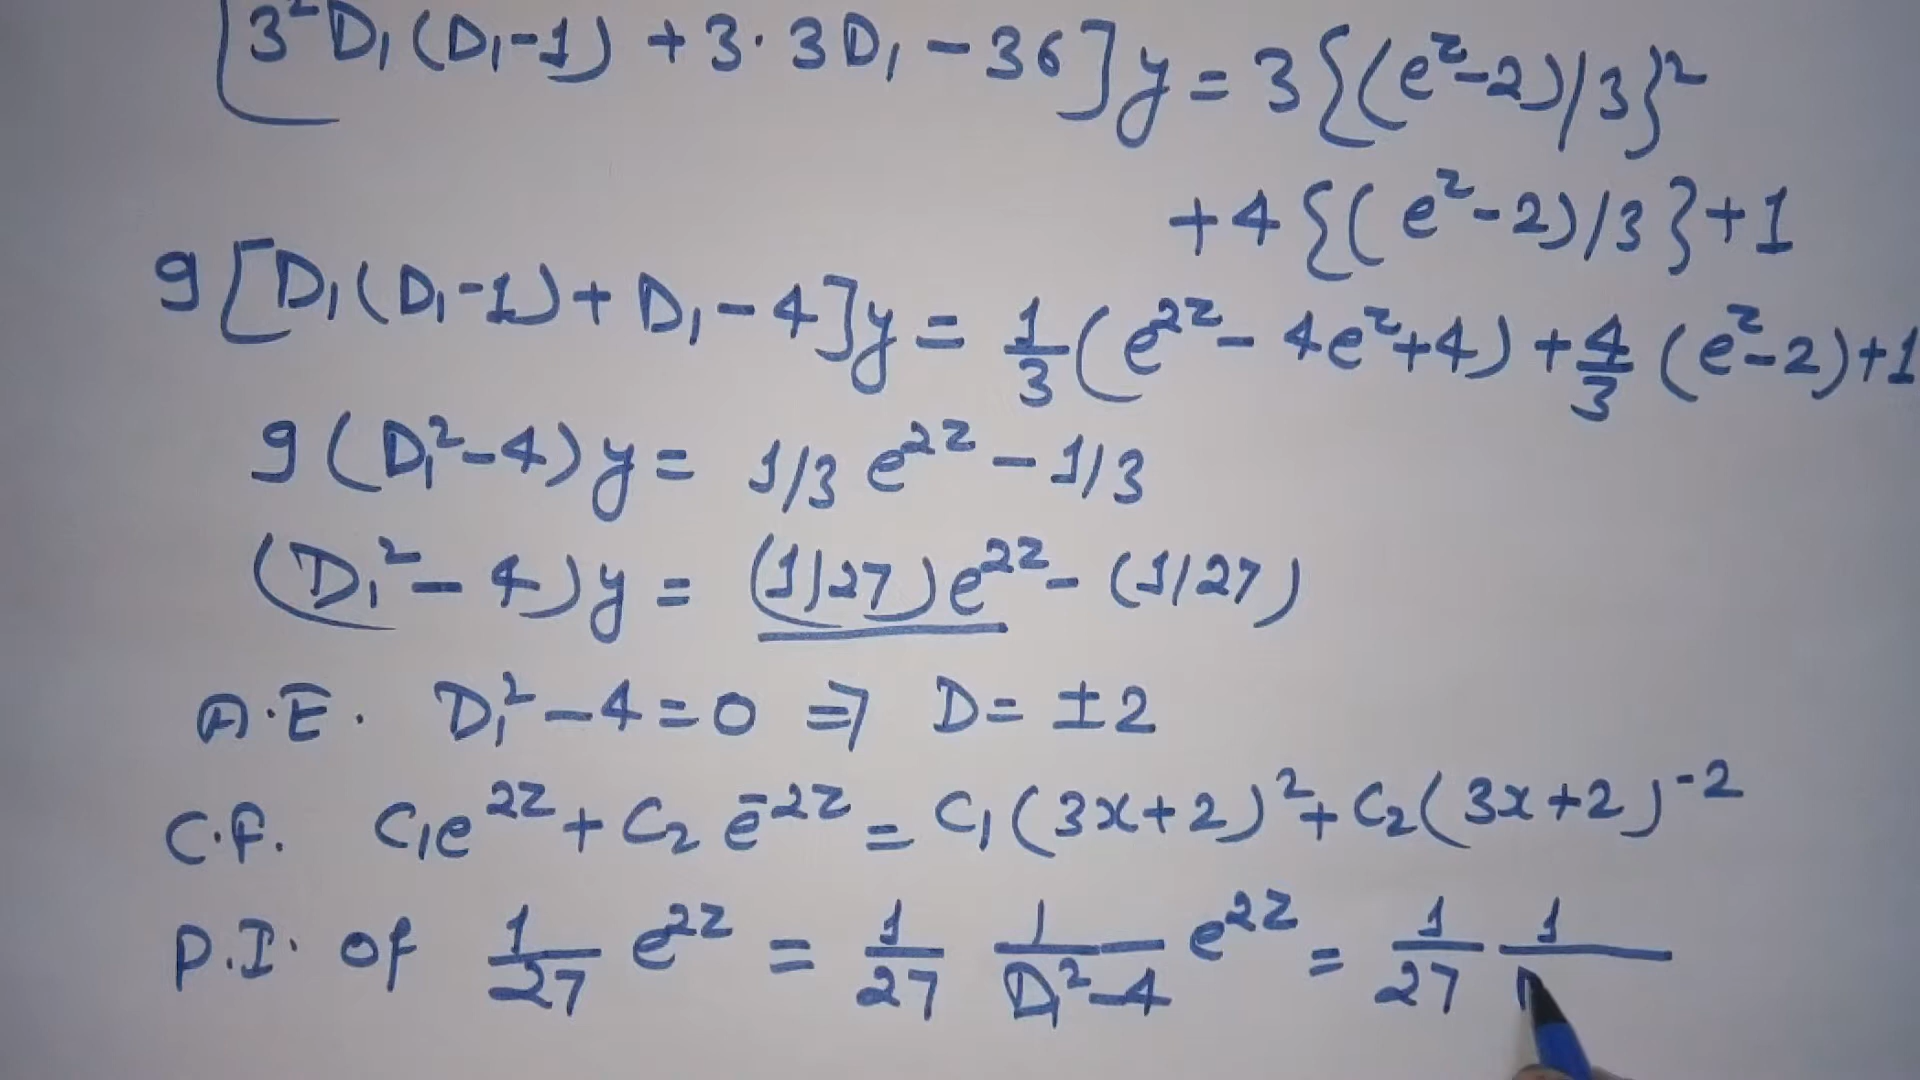 [3²D₁(D₁-1) + 3·3D₁ - 36]y = 3{(e^z-2)/3}²
+4{(e^z-2)/3}+1
9[D₁(D₁-1)+D₁-4]y = 1/3 (e^2z - 4e^z+4) + 4/3 (e^z-2)+1
9(D₁²-4)y = 1/3 e^2z - 1/3
(D₁²-4)y = (1/27)e^2z - (1/27)
A.E. D₁²-4=0 ⇒ D= ±2
C.F. C₁e^2z + C₂e^-2z = C₁(3x+2)² + C₂(3x+2)^-2
P.I. of 1/27 e^2z = 1/27 1/(D₁²-4) e^2z = 1/27 1/